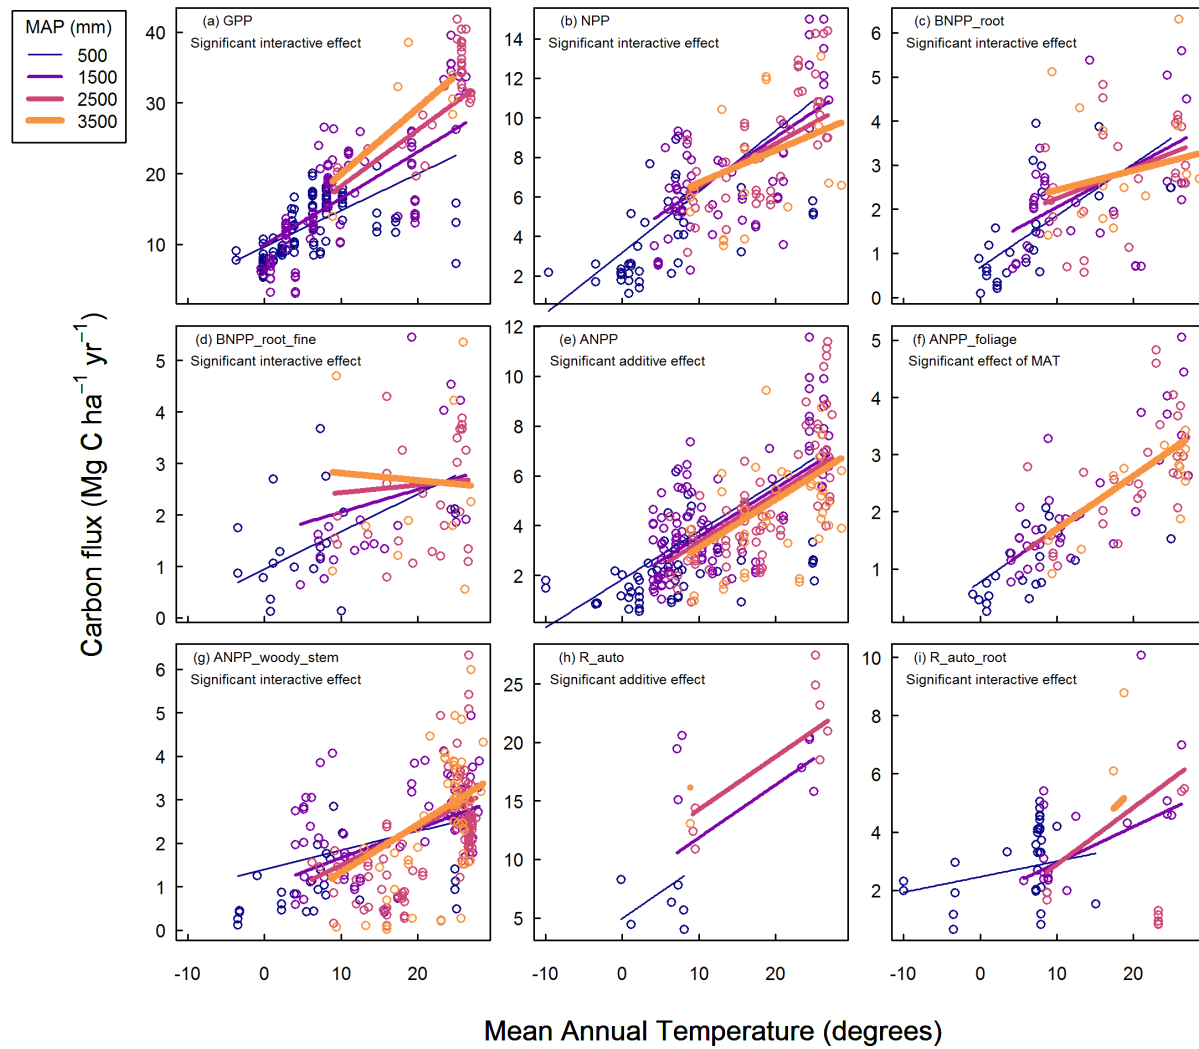 MAP (mm)
500
1500
2500
3500
(a) GPP
Significant interactive effect
40
30
20
10
(b) NPP
Significant interactive effect
14
12
10
8
6
4
2
(c) BNPP_root
Significant interactive effect
6
5
4
3
2
1
0
(d) BNPP_root_fine
Significant interactive effect
5
4
3
2
1
0
(e) ANPP
Significant additive effect
12
10
8
6
4
2
(f) ANPP_foliage
Significant effect of MAT
5
4
3
2
1
(g) ANPP_woody_stem
Significant interactive effect
6
5
4
3
2
1
0
(h) R_auto
Significant additive effect
25
20
15
10
5
(i) R_auto_root
Significant interactive effect
10
8
6
4
2
-10 0 10 20
-10 0 10 20
-10 0 10 20
Carbon flux (Mg C ha⁻¹ yr⁻¹)
Mean Annual Temperature (degrees)